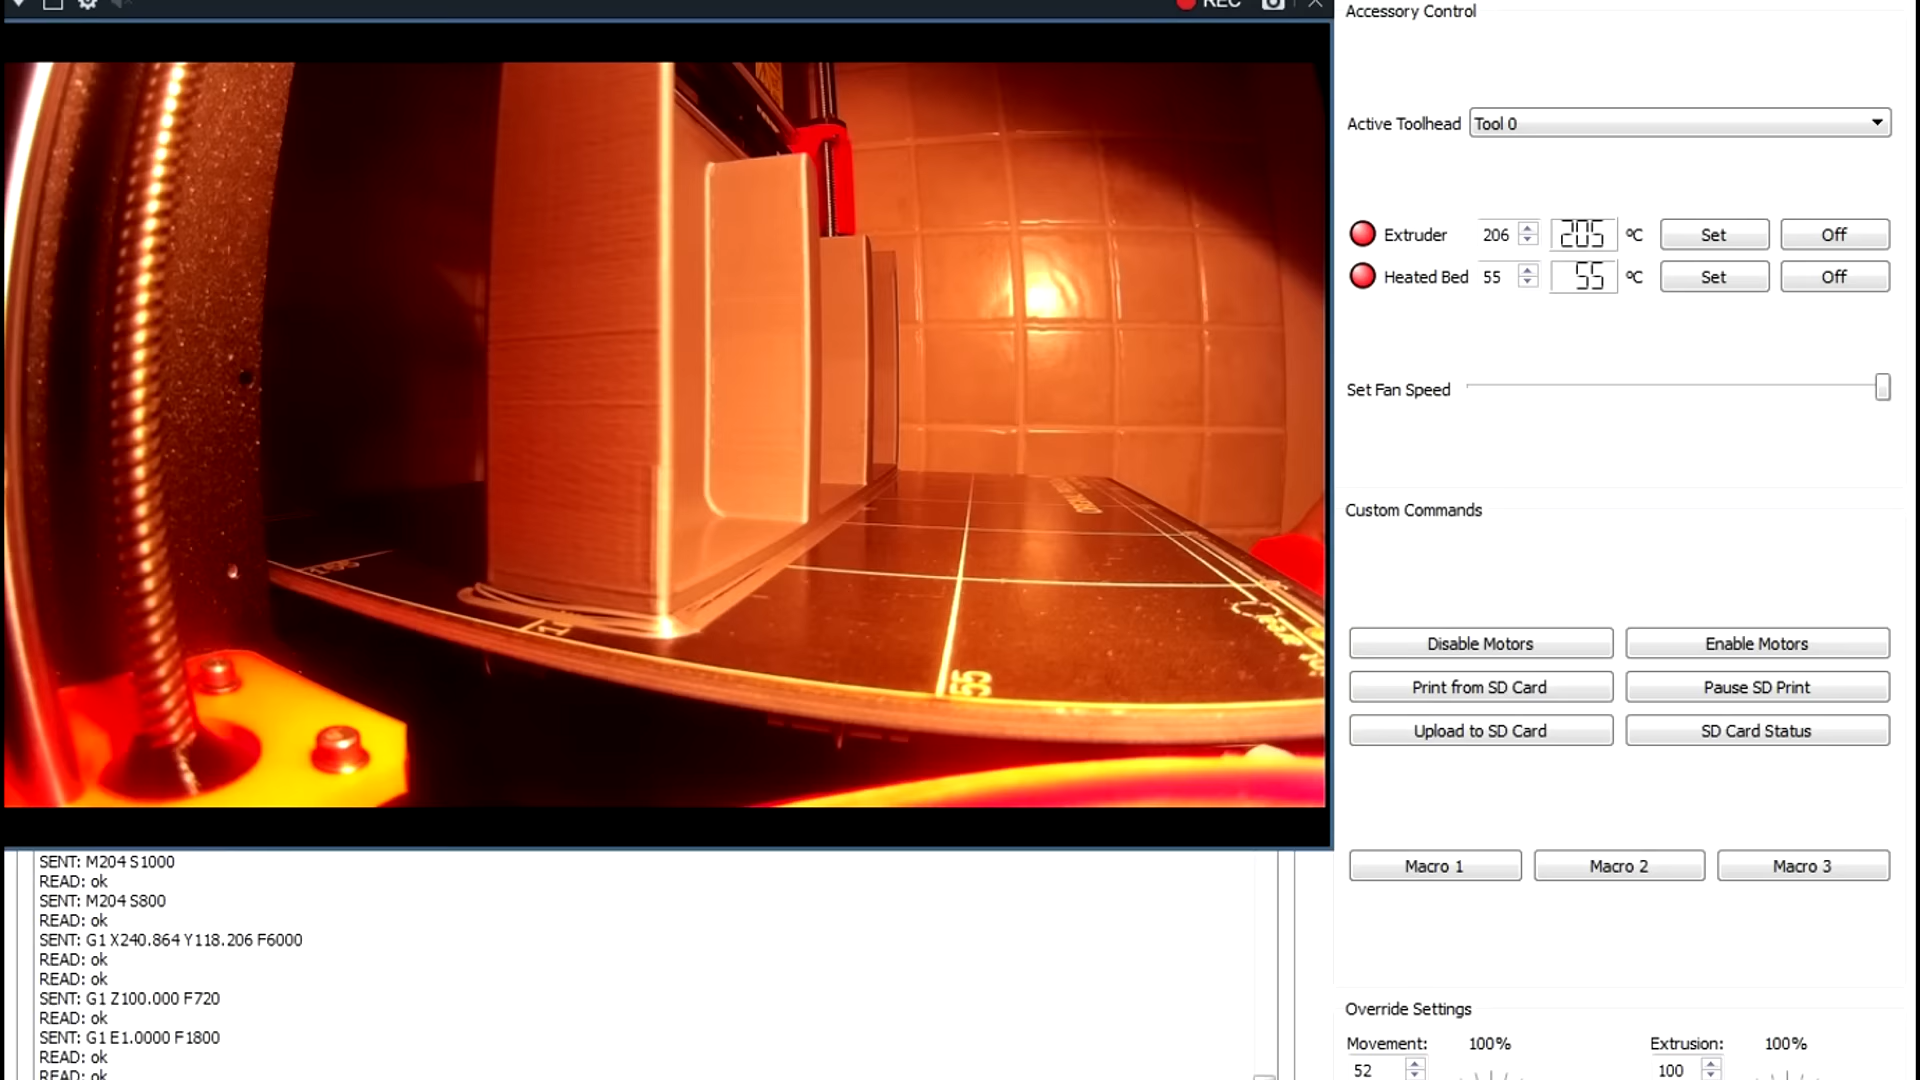 REC
Accessory Control
Active Toolhead Tool 0
Extruder 206 205 ºC Set Off
Heated Bed 55 55 ºC Set Off
Set Fan Speed
Custom Commands
Disable Motors Enable Motors
Print from SD Card Pause SD Print
Upload to SD Card SD Card Status
Macro 1 Macro 2 Macro 3
SENT: M204 S1000
READ: ok
SENT: M204 S800
READ: ok
SENT: G1 X240.864 Y118.206 F6000
READ: ok
READ: ok
SENT: G1 Z100.000 F720
READ: ok
SENT: G1 E1.0000 F1800
READ: ok
READ: ok
Override Settings
Movement: 100% Extrusion: 100%
52 100